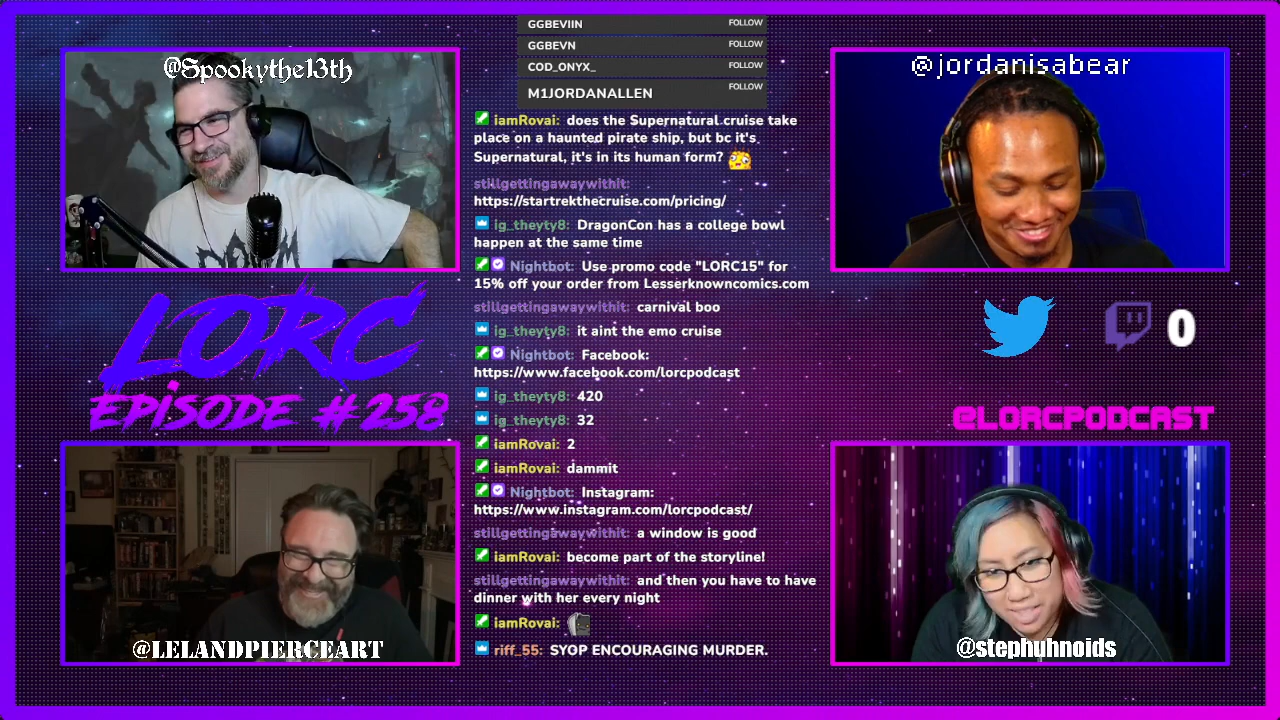 GGBEVIIN FOLLOW
GGBEVN FOLLOW
COD_ONYX_ FOLLOW
M1JORDANALLEN FOLLOW
@Spookythe13th
@jordanisabear
iamRovai: does the Supernatural cruise take
place on a haunted pirate ship, but bc it's
Supernatural, it's in its human form?
stillgettingawaywithit:
https://startrekthecruise.com/pricing/
ig_theyty8: DragonCon has a college bowl
happen at the same time
Nightbot: Use promo code "LORC15" for
15% off your order from Lesserknowncomics.com
stillgettingawaywithit: carnival boo
ig_theyty8: it aint the emo cruise
Nightbot: Facebook:
https://www.facebook.com/lorcpodcast
ig_theyty8: 420
ig_theyty8: 32
iamRovai: 2
iamRovai: dammit
Nightbot: Instagram:
https://www.instagram.com/lorcpodcast/
stillgettingawaywithit: a window is good
iamRovai: become part of the storyline!
stillgettingawaywithit: and then you have to have
dinner with her every night
iamRovai:
riff_55: SYOP ENCOURAGING MURDER.
LORC
EPISODE #258
0
@LORCPODCAST
@LELANDPIERCEART
@stephuhnoids